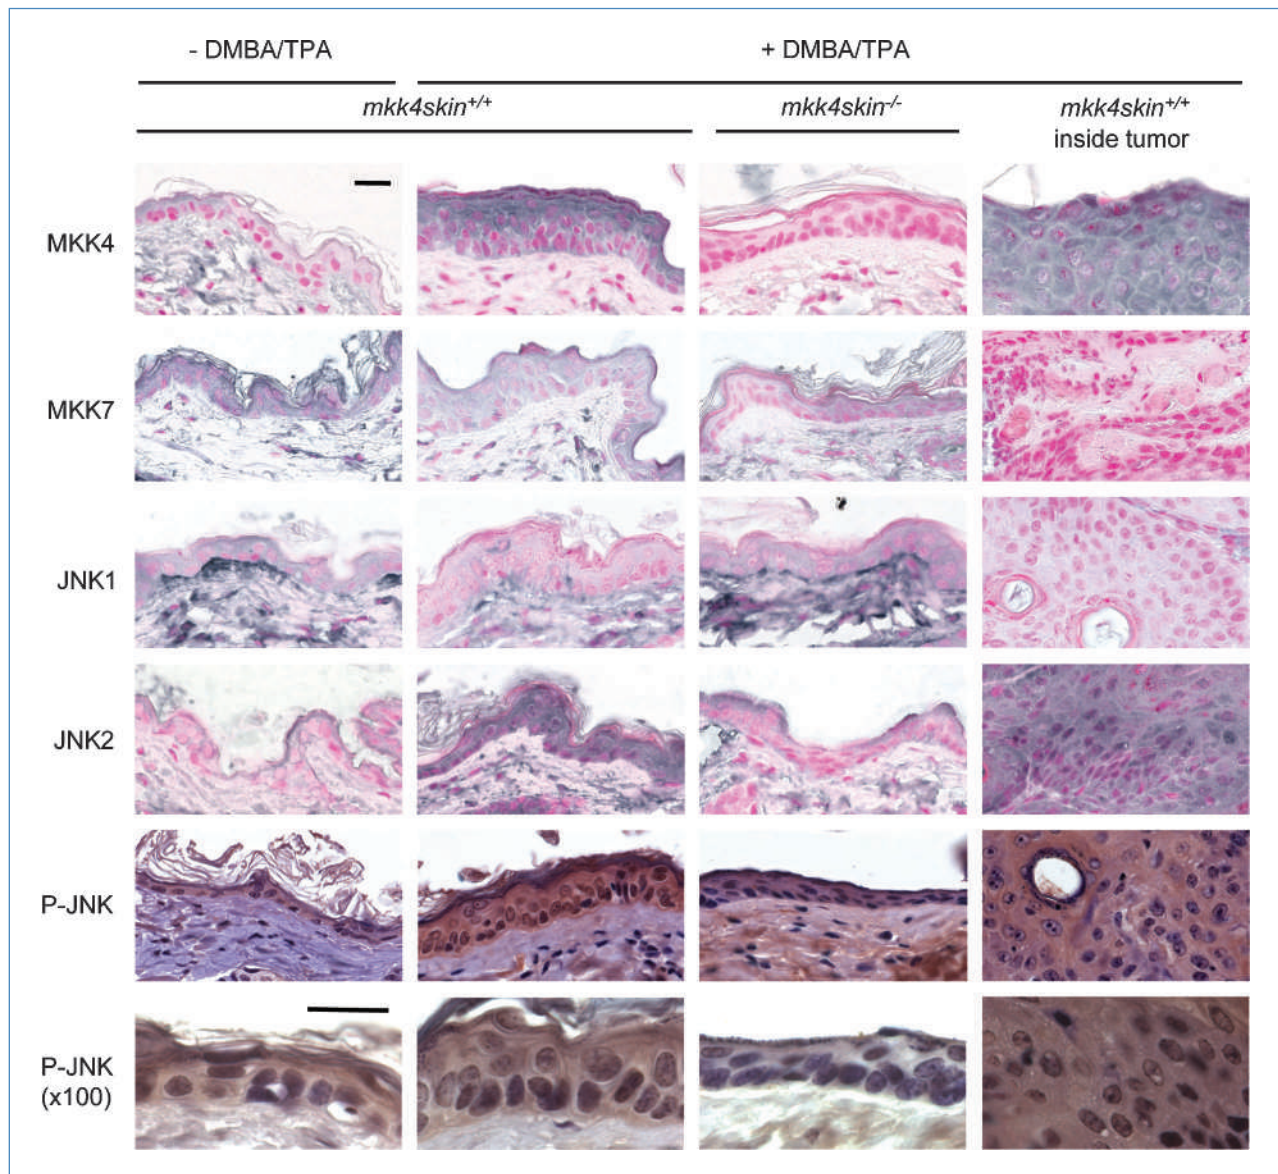 - DMBA/TPA
+ DMBA/TPA
mkk4skin+/+
mkk4skin-/-
mkk4skin+/+
inside tumor
MKK4
MKK7
JNK1
JNK2
P-JNK
P-JNK
(x100)